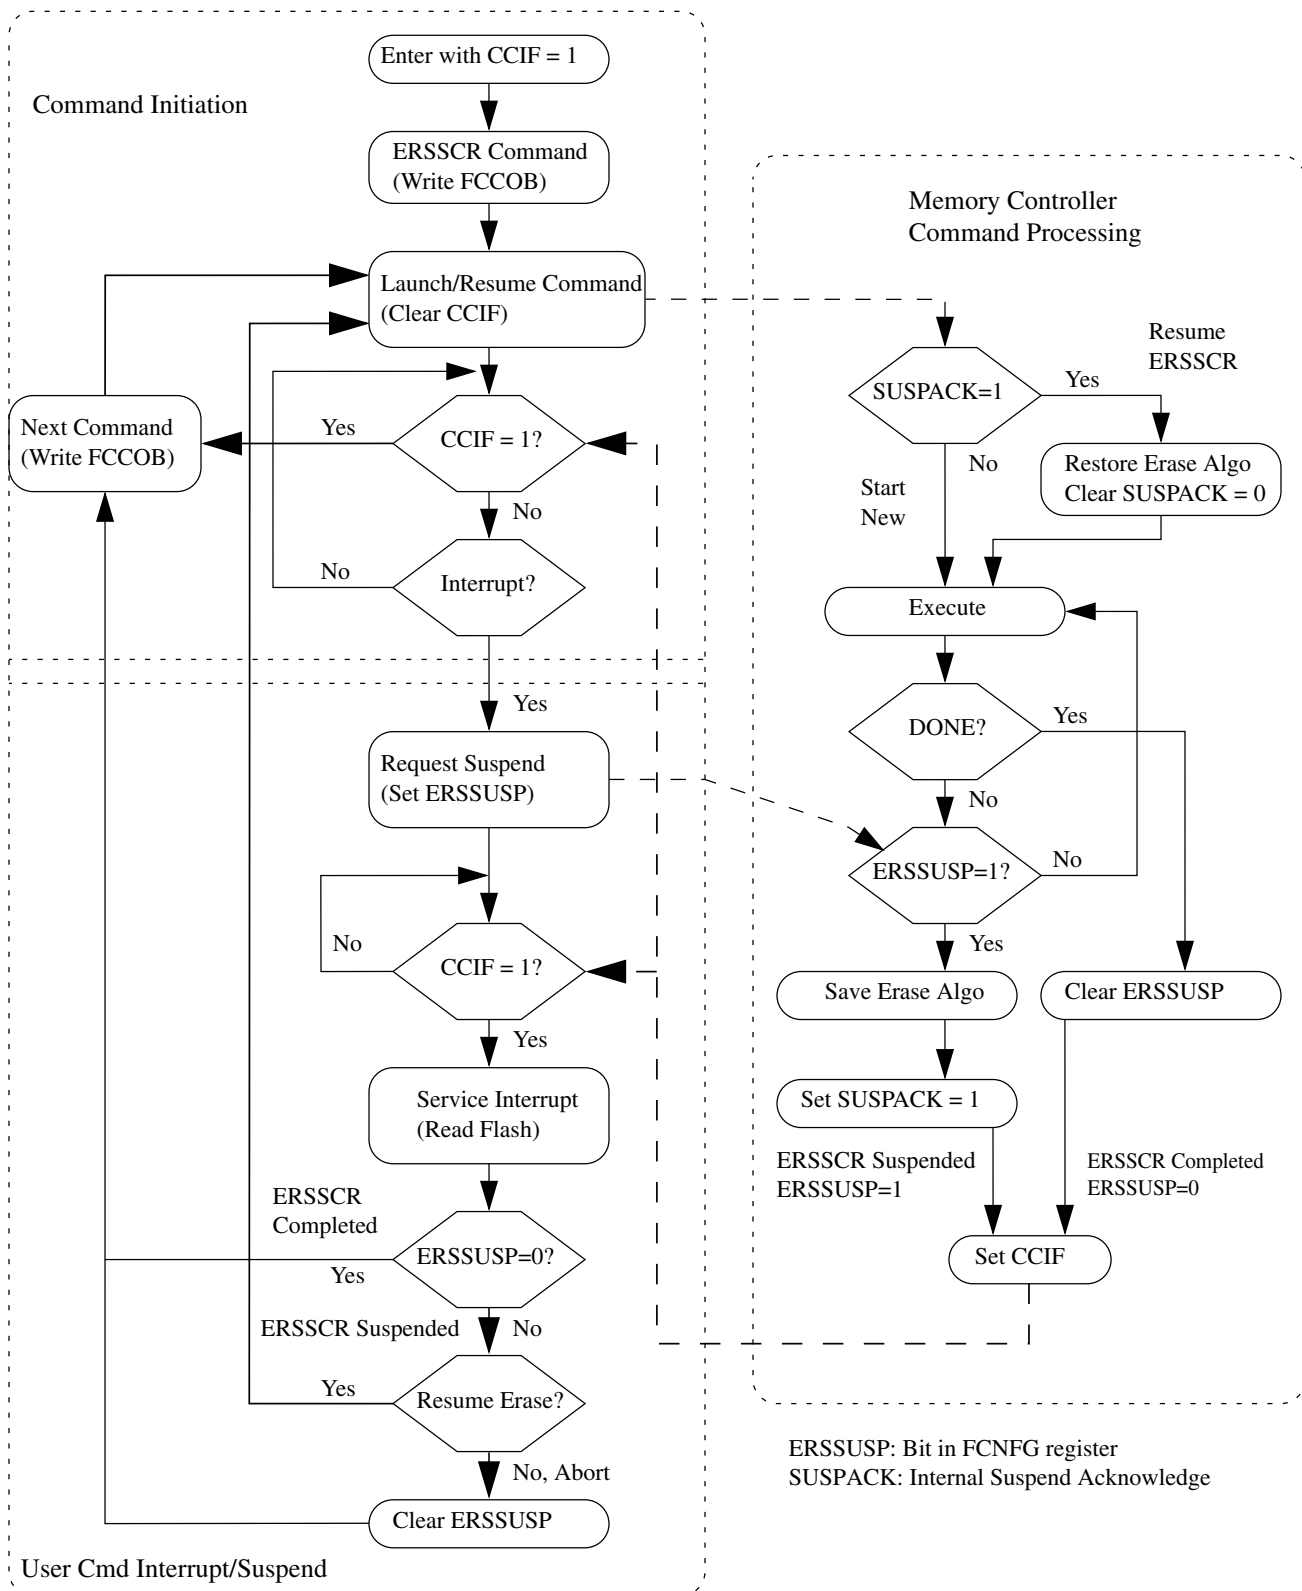 Enter with CCIF = 1
Command Initiation
ERSSCR Command
(Write FCCOB)
Launch/Resume Command
(Clear CCIF)
Next Command
(Write FCCOB)
Yes
CCIF = 1?
No
No
Interrupt?
Yes
Request Suspend
(Set ERSSUSP)
No
CCIF = 1?
Yes
Service Interrupt
(Read Flash)
ERSSCR
Completed
ERSSUSP=0?
Yes
ERSSCR Suspended
No
Yes
Resume Erase?
No, Abort
Clear ERSSUSP
User Cmd Interrupt/Suspend
Memory Controller
Command Processing
Resume
ERSSCR
SUSPACK=1
Yes
No
Restore Erase Algo
Clear SUSPACK = 0
Start
New
Execute
DONE?
Yes
No
ERSSUSP=1?
No
Yes
Save Erase Algo
Clear ERSSUSP
Set SUSPACK = 1
ERSSCR Suspended
ERSSUSP=1
ERSSCR Completed
ERSSUSP=0
Set CCIF
ERSSUSP: Bit in FCNFG register
SUSPACK: Internal Suspend Acknowledge